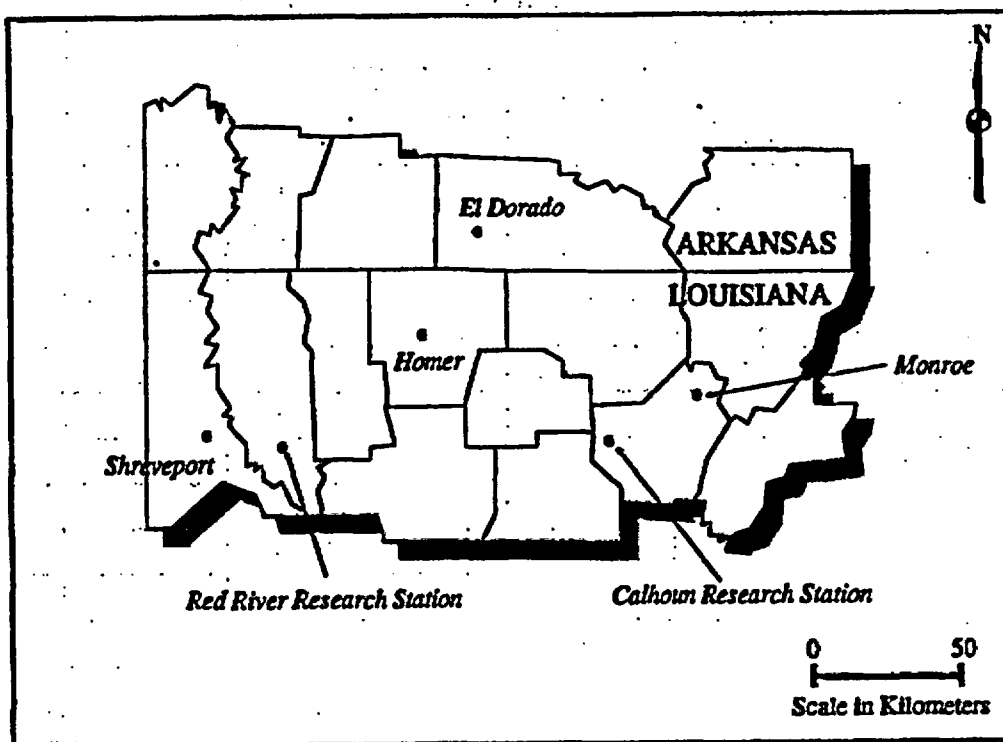 N
El Dorado
ARKANSAS
LOUISIANA
Homer
Monroe
Shreveport
Red River Research Station
Calhoun Research Station
0 50
Scale in Kilometers